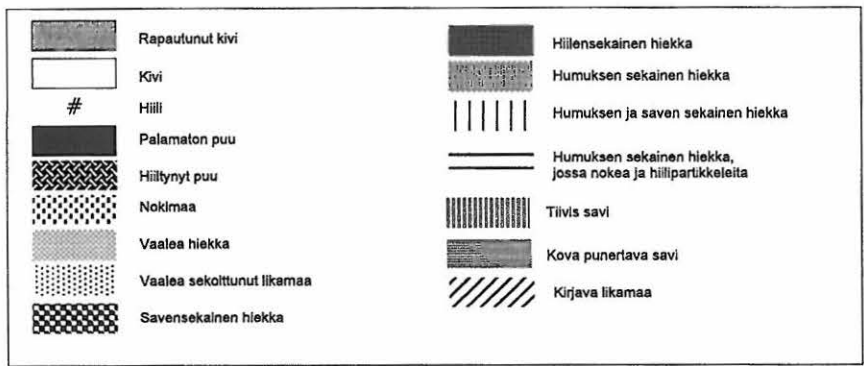 Rapautunut kivi
Kivi
#
Hiili
Palamaton puu
Hiiltynyt puu
Nokimaa
Vaalea hiekka
Vaalea sekoittunut likamaa
Savensekainen hiekka
Hiilensekainen hiekka
Humuksen sekainen hiekka
Humuksen ja saven sekainen hiekka
Humuksen sekainen hiekka,
jossa nokea ja hiilipartikkeleita
Tiivis savi
Kova punertava savi
Kirjava likamaa